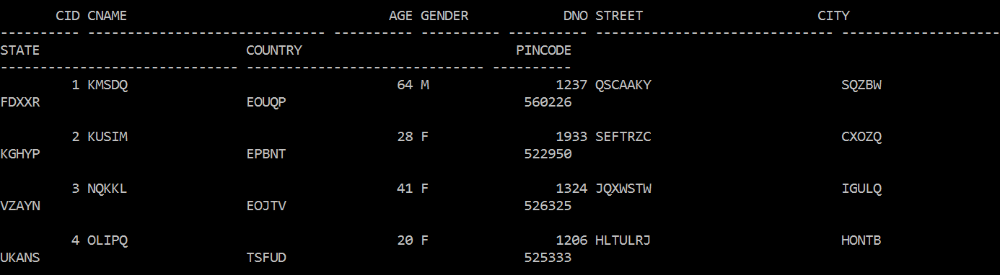 CID CNAME AGE GENDER DNO STREET CITY
---------- ------------------------------ ---------- ---------- ---------- ------------------------------ --------------------
STATE COUNTRY PINCODE
------------------------------ ------------------------------ ----------
1 KMSDQ 64 M 1237 QSCAAKY SQZBW
FDXXR EOUQP 560226
2 KUSIM 28 F 1933 SEFTRZC CXOZQ
KGHYP EPBNT 522950
3 NQKKL 41 F 1324 JQXWSTW IGULQ
VZAYN EOJTV 526325
4 OLIPQ 20 F 1206 HLTULRJ HONTB
UKANS TSFUD 525333